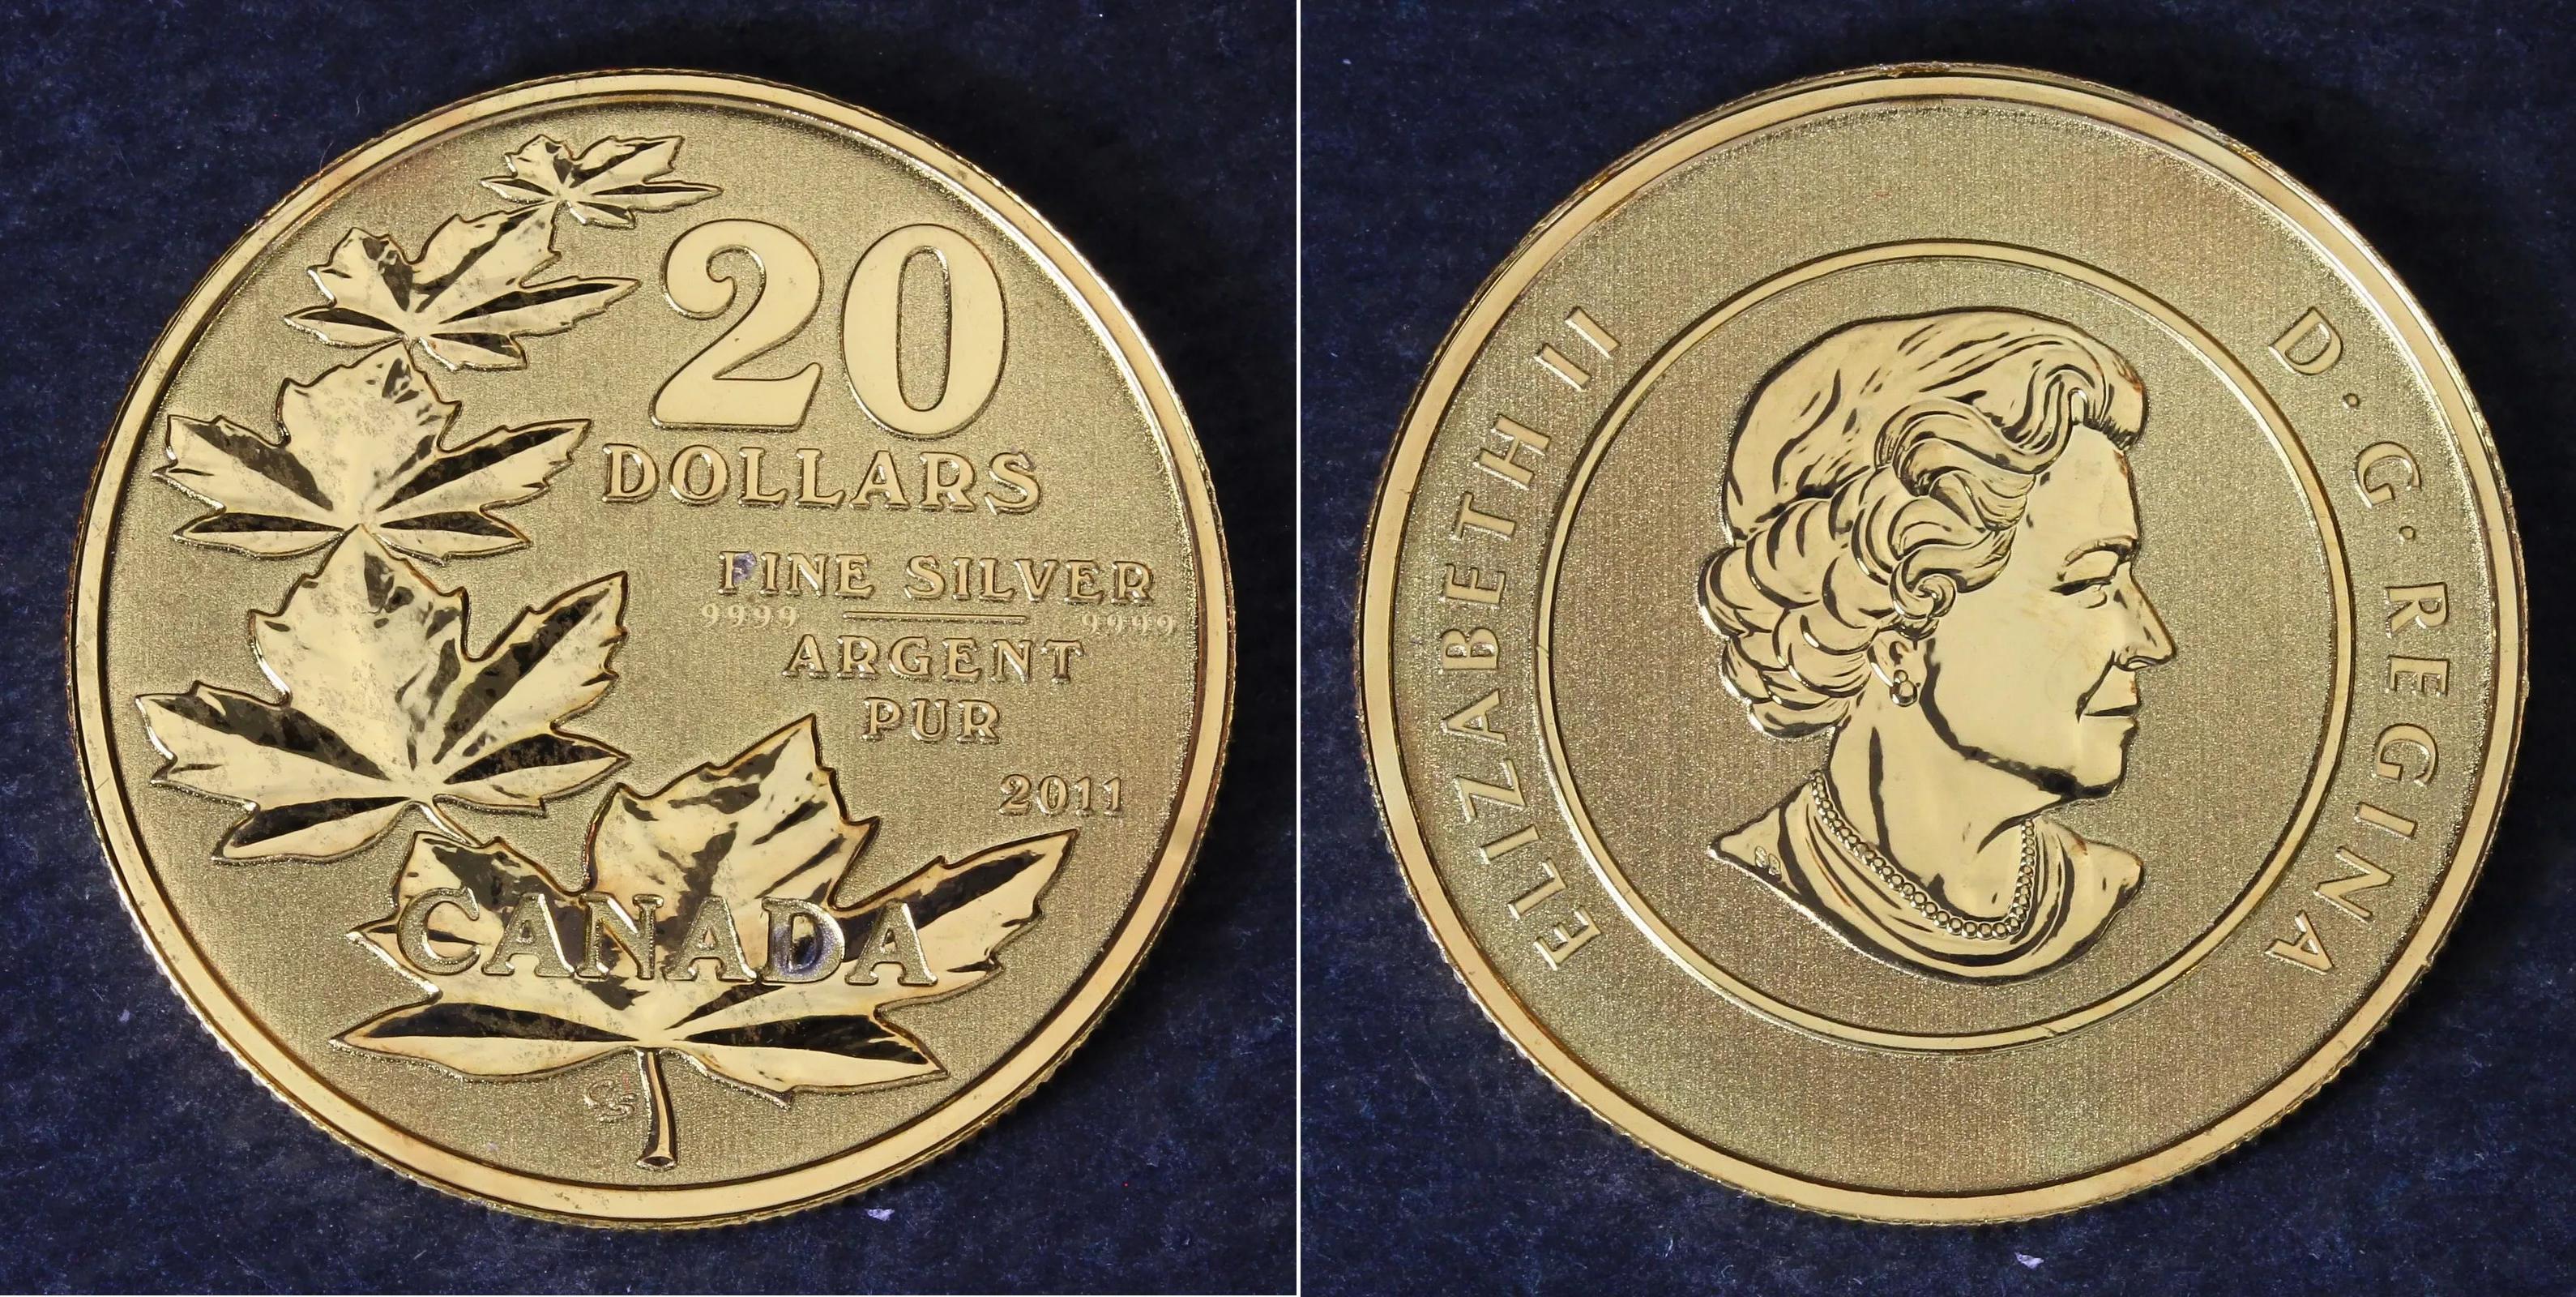 20
DOLLARS
FINE SILVER
9999 9999
ARGENT
PUR
2011
CANADA
ELIZABETH II D·G·REGINA